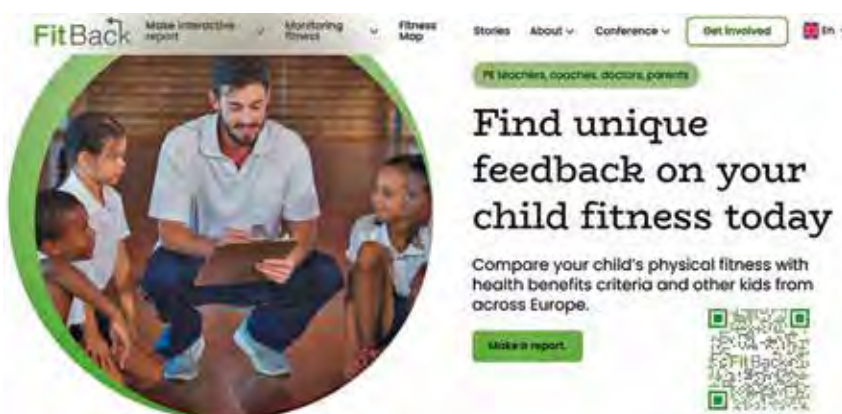 FitBack
Make interactive report
Monitoring fitness
Fitness Map
Stories
About
Conference
Get involved
En
PE teachers, coaches, doctors, parents
Find unique
feedback on your
child fitness today
Compare your child's physical fitness with
health benefits criteria and other kids from
across Europe.
Make a report.
FitBack